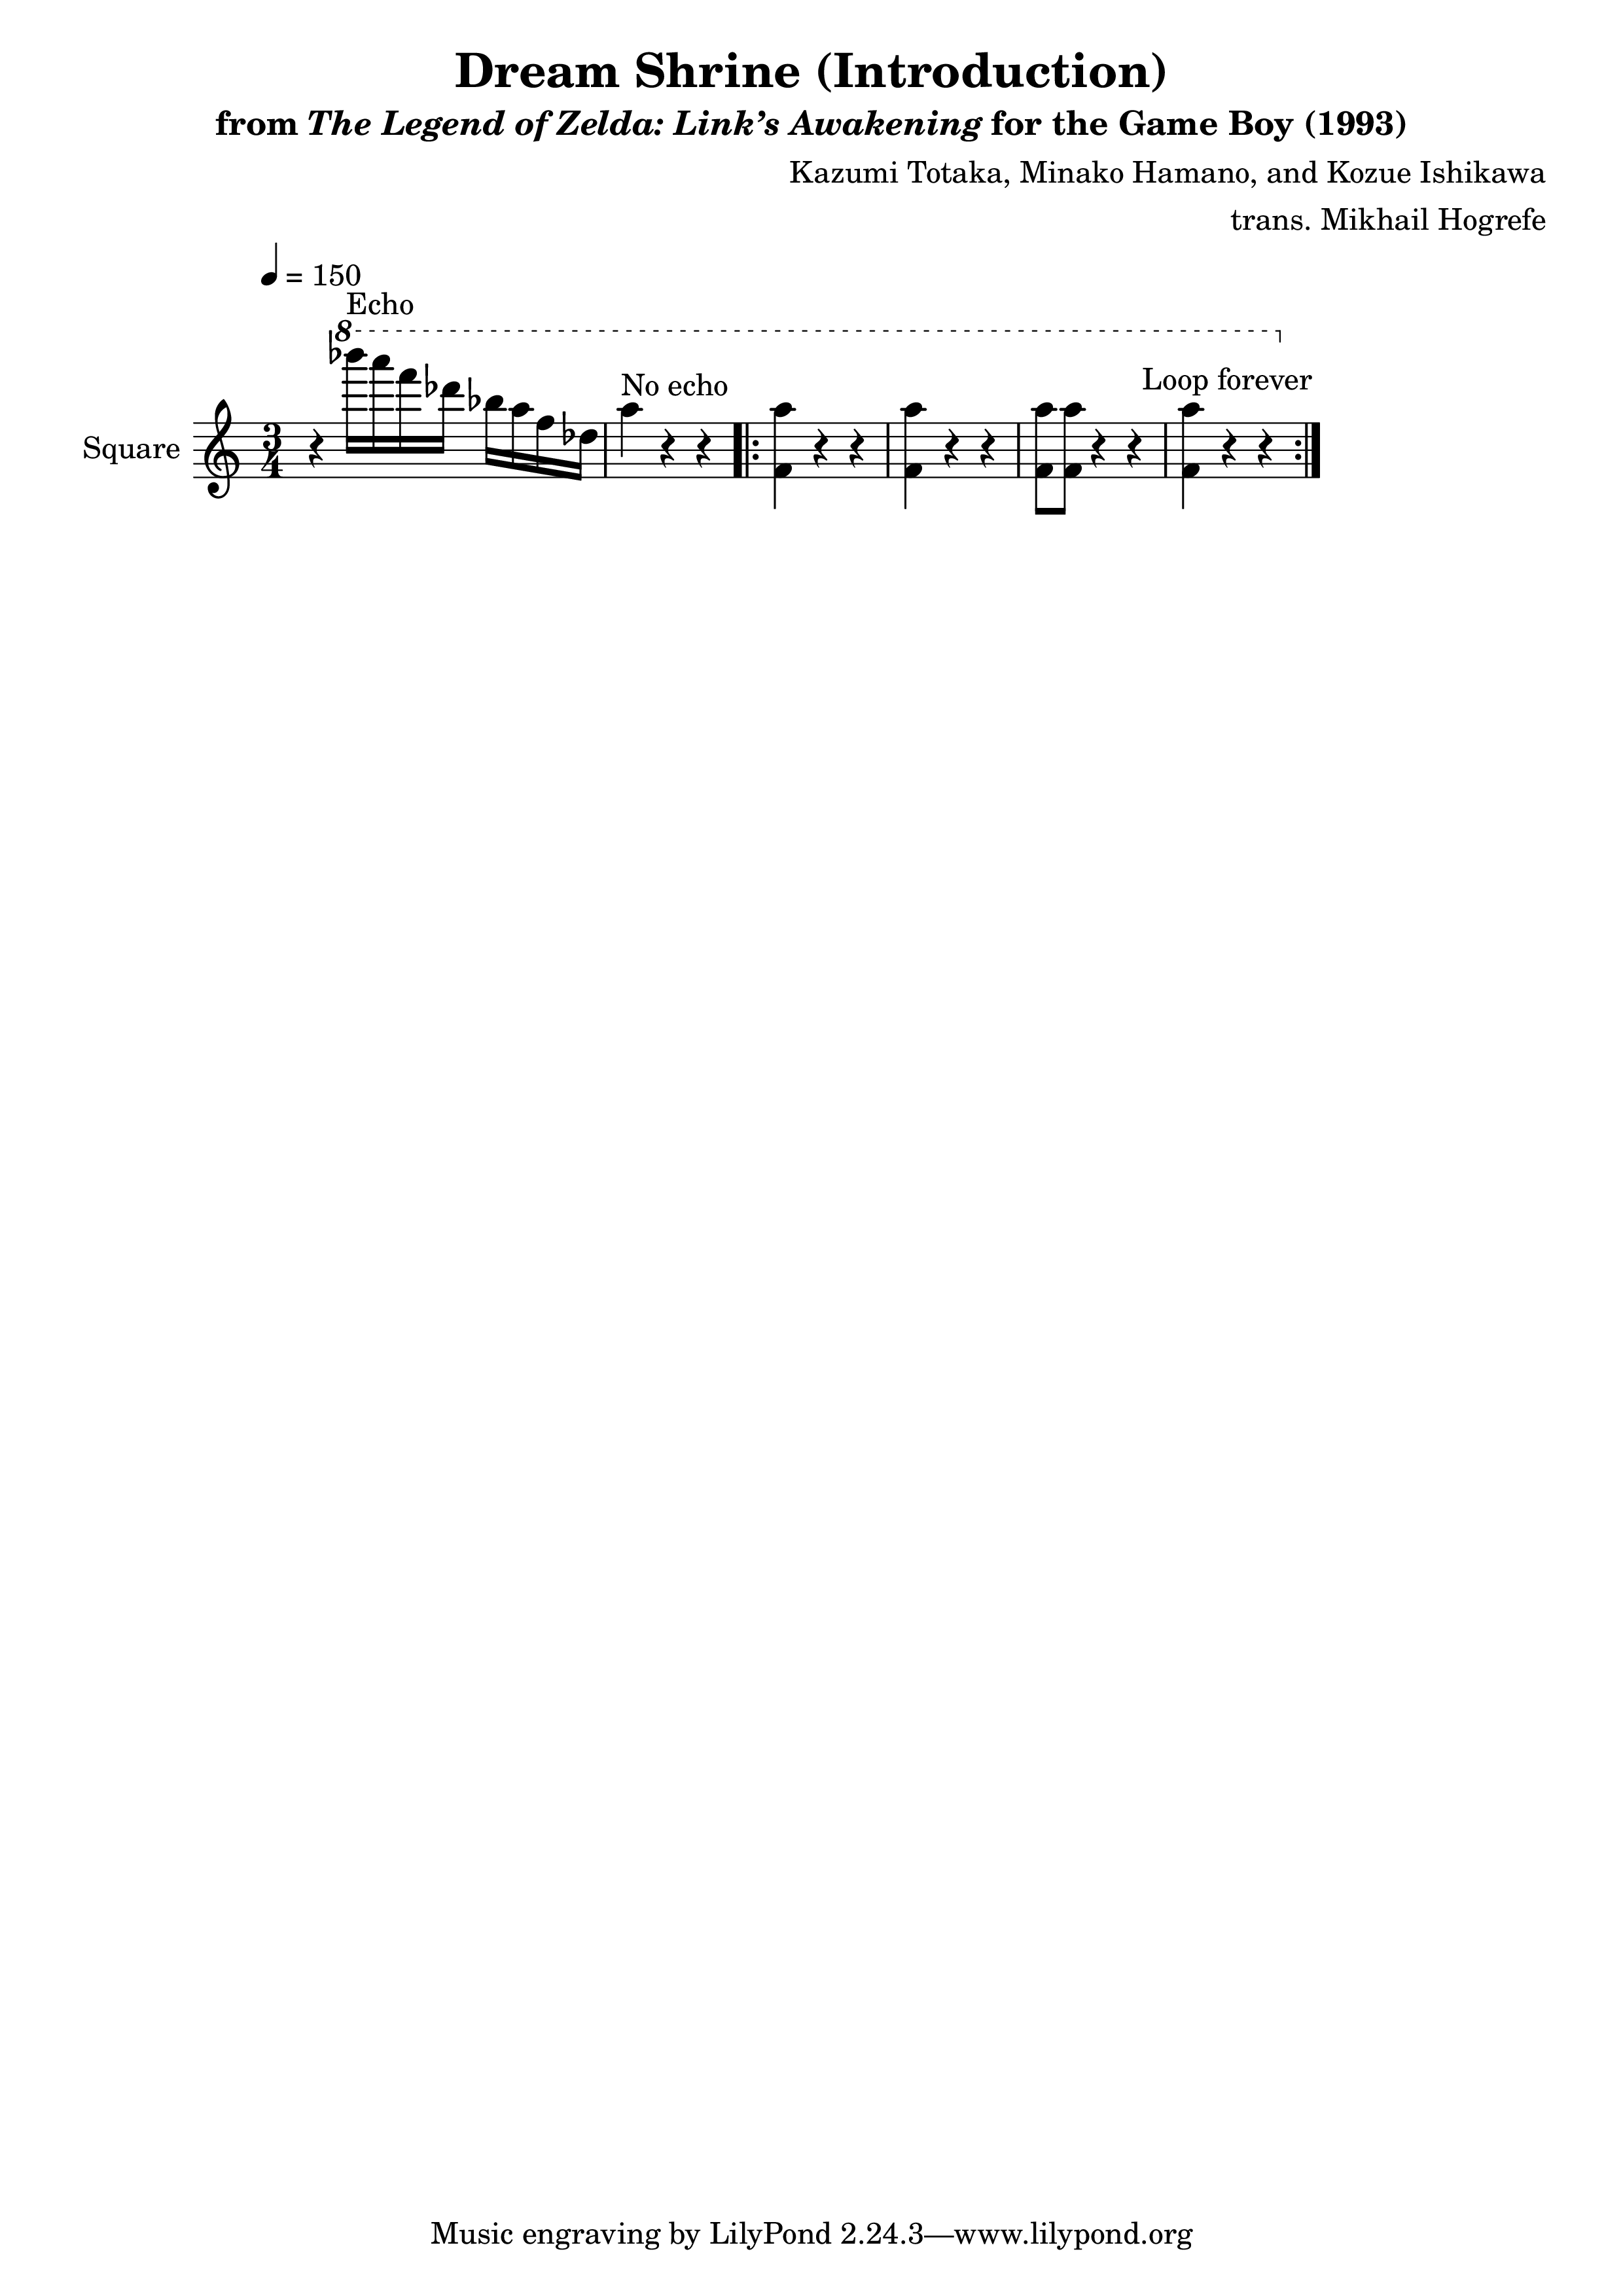 Dream Shrine (Introduction)
from The Legend of Zelda: Link’s Awakening for the Game Boy (1993)
Kazumi Totaka, Minako Hamano, and Kozue Ishikawa
trans. Mikhail Hogrefe
= 150
Echo
8
No echo
Loop forever
Square
3
4
Music engraving by LilyPond 2.24.3—www.lilypond.org